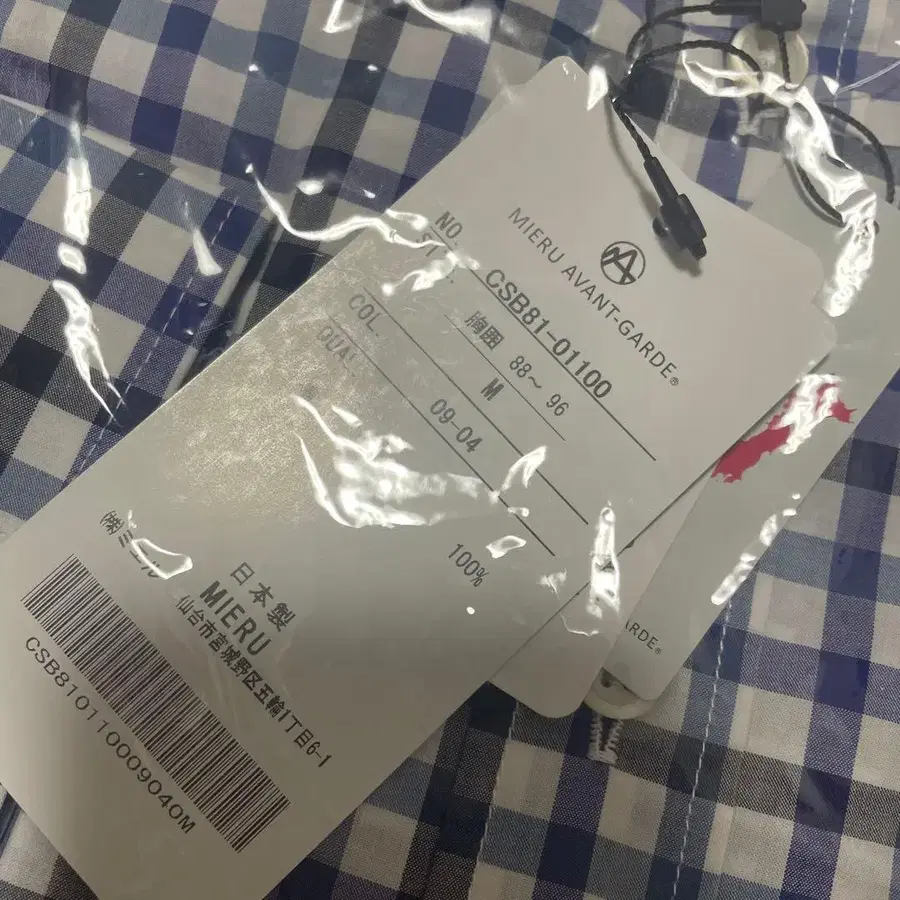 MIERU AVANT-GARDE®
NO. CSB81-01100
胸囲 88～ 96
M
COL. 09-04
QUAL
100%
日本製
MIERU
仙台市宮城野区五輪1丁目6-1
CSB810110009040M
ARDE®